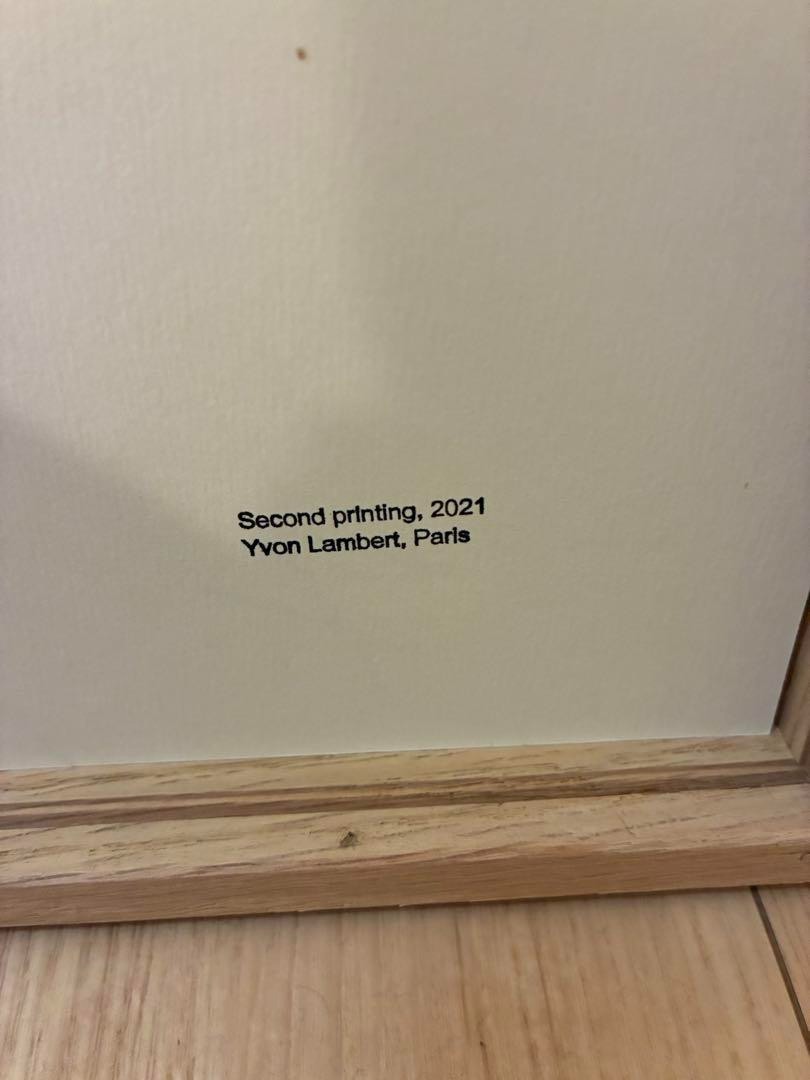 Second printing, 2021
Yvon Lambert, Paris